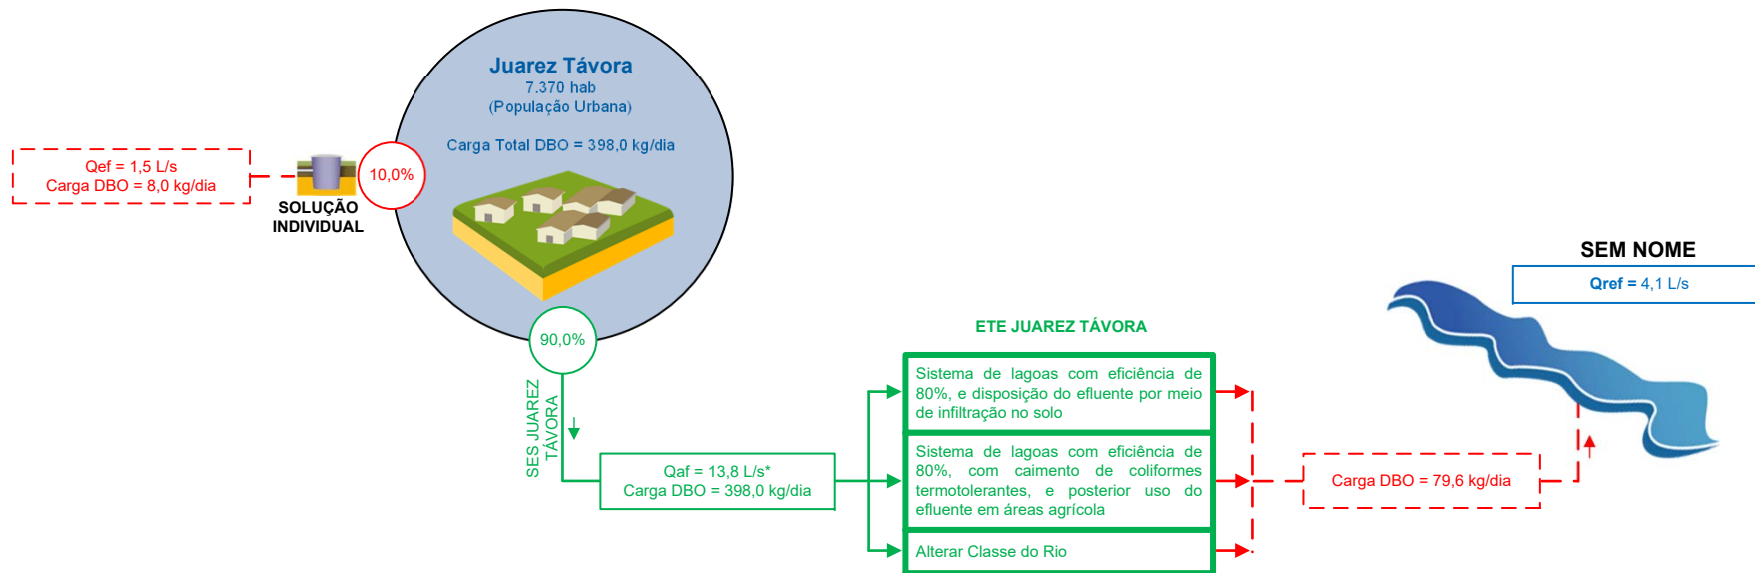 Juarez Távora
7.370 hab
(População Urbana)
Carga Total DBO = 398,0 kg/dia
Qef = 1,5 L/s
Carga DBO = 8,0 kg/dia
10,0%
SOLUÇÃO
INDIVIDUAL
90,0%
SES JUAREZ
TÁVORA
Qaf = 13,8 L/s*
Carga DBO = 398,0 kg/dia
ETE JUAREZ TÁVORA
Sistema de lagoas com eficiência de
80%, e disposição do efluente por meio
de infiltração no solo
Sistema de lagoas com eficiência de
80%, com caimento de coliformes
termotolerantes, e posterior uso do
efluente em áreas agrícola
Alterar Classe do Rio
Carga DBO = 79,6 kg/dia
SEM NOME
Qref = 4,1 L/s